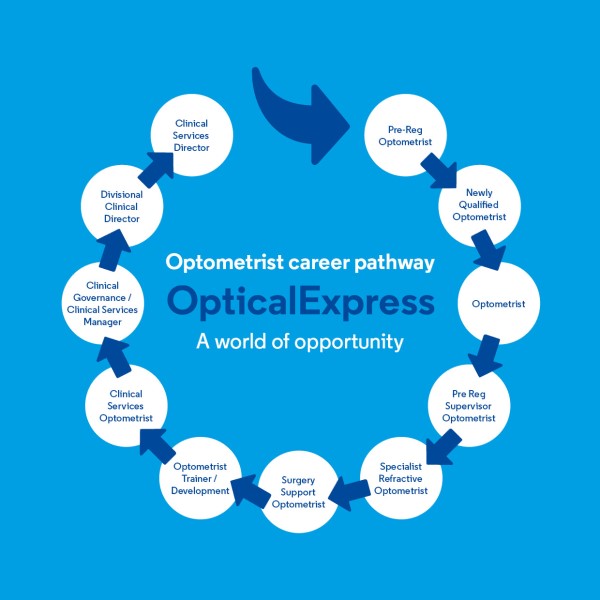 Optometrist career pathway
OpticalExpress
A world of opportunity
Pre-Reg
Optometrist
Newly
Qualified
Optometrist
Optometrist
Pre Reg
Supervisor
Optometrist
Specialist
Refractive
Optometrist
Surgery
Support
Optometrist
Optometrist
Trainer /
Development
Clinical
Services
Optometrist
Clinical
Governance /
Clinical Services
Manager
Divisional
Clinical
Director
Clinical
Services
Director